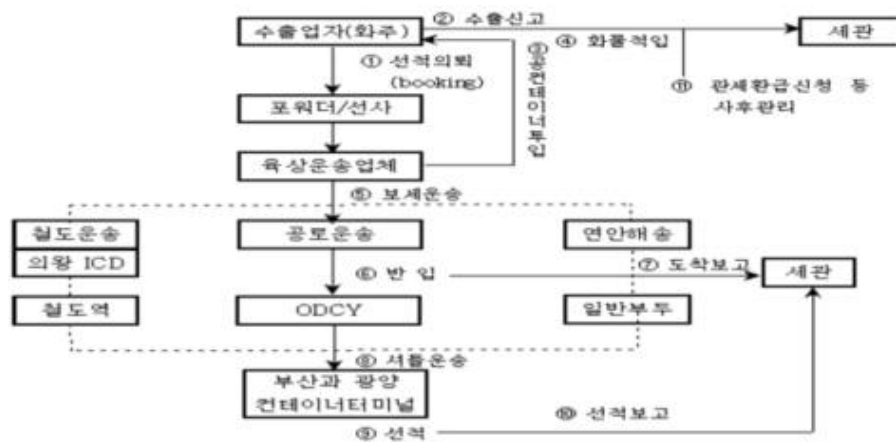 ② 수출신고
수출업자(화주)
세관
④ 화물적입
① 선적의뢰
(booking)
③공컨테이너투입
⑪ 관세환급신청 등
사후관리
포워더/선사
육상운송업체
⑤ 보세운송
철도운송
공로운송
연안해송
의왕 ICD
⑥ 반 입
⑦ 도착보고
세관
철도역
ODCY
일반부두
⑧ 셔틀운송
부산과 광양
컨테이너터미널
⑨ 선적
⑩ 선적보고